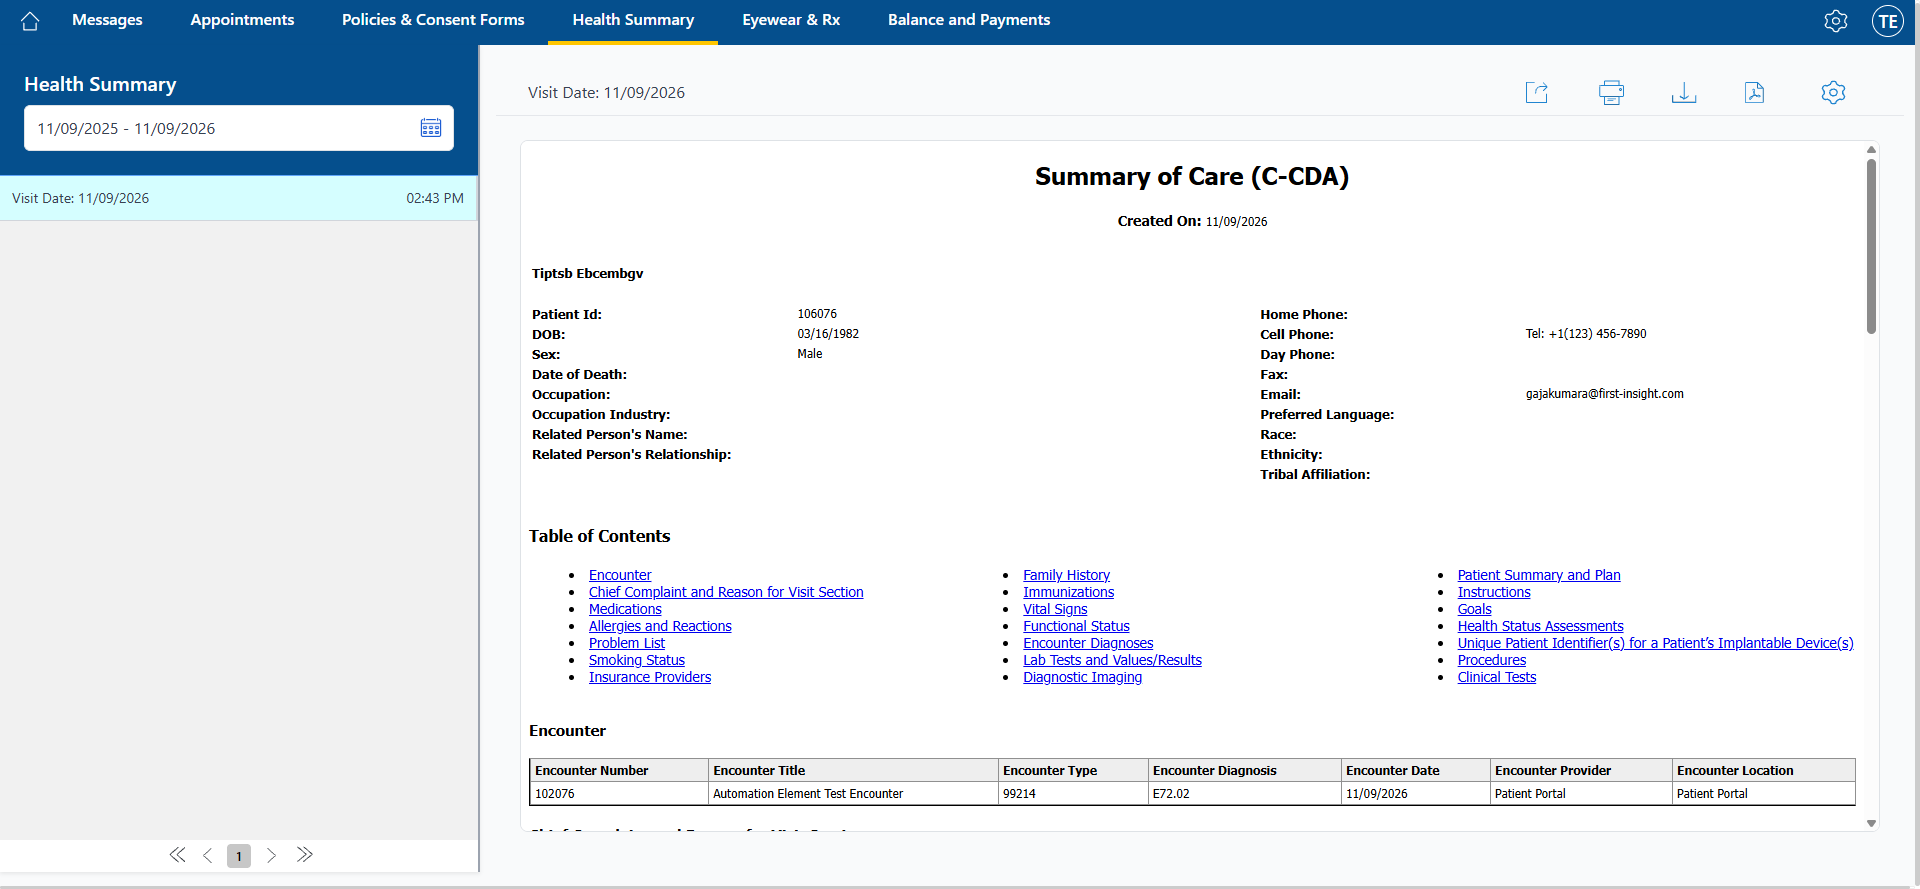 Messages Appointments Policies & Consent Forms Health Summary Eyewear & Rx Balance and Payments TE
Health Summary
11/09/2025 - 11/09/2026
Visit Date: 11/09/2026 02:43 PM
1
Visit Date: 11/09/2026
Summary of Care (C-CDA)
Created On: 11/09/2026
Tiptsb Ebcembgv
Patient Id: 106076
DOB: 03/16/1982
Sex: Male
Date of Death:
Occupation:
Occupation Industry:
Related Person's Name:
Related Person's Relationship:
Home Phone:
Cell Phone: Tel: +1(123) 456-7890
Day Phone:
Fax:
Email: gajakumara@first-insight.com
Preferred Language:
Race:
Ethnicity:
Tribal Affiliation:
Table of Contents
Encounter
Chief Complaint and Reason for Visit Section
Medications
Allergies and Reactions
Problem List
Smoking Status
Insurance Providers
Family History
Immunizations
Vital Signs
Functional Status
Encounter Diagnoses
Lab Tests and Values/Results
Diagnostic Imaging
Patient Summary and Plan
Instructions
Goals
Health Status Assessments
Unique Patient Identifier(s) for a Patient’s Implantable Device(s)
Procedures
Clinical Tests
Encounter
Encounter Number Encounter Title Encounter Type Encounter Diagnosis Encounter Date Encounter Provider Encounter Location
102076 Automation Element Test Encounter 99214 E72.02 11/09/2026 Patient Portal Patient Portal